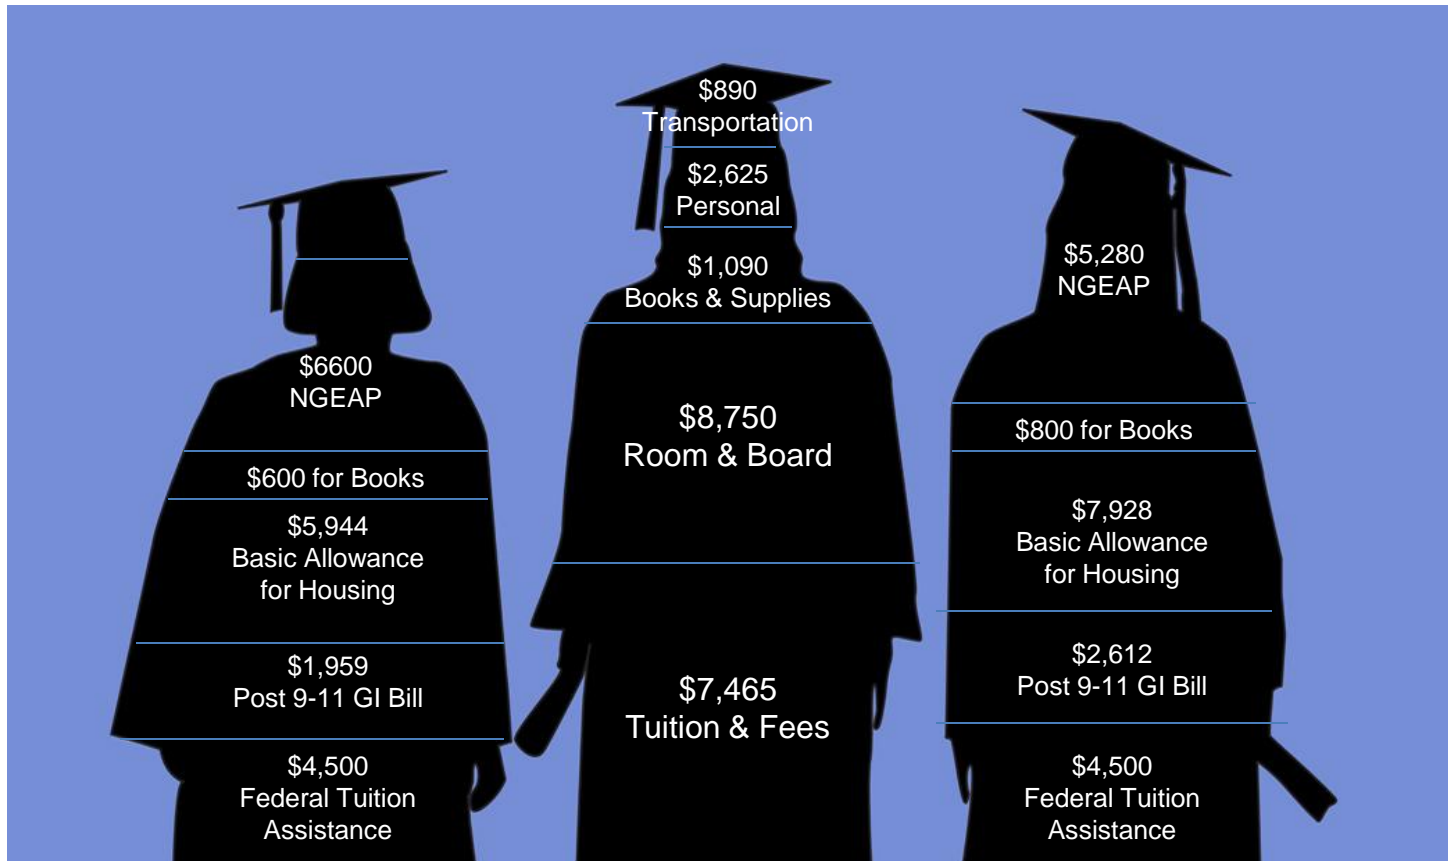 $6600
NGEAP
$600 for Books
$5,944
Basic Allowance
for Housing
$1,959
Post 9-11 GI Bill
$4,500
Federal Tuition
Assistance
$890
Transportation
$2,625
Personal
$1,090
Books & Supplies
$8,750
Room & Board
$7,465
Tuition & Fees
$5,280
NGEAP
$800 for Books
$7,928
Basic Allowance
for Housing
$2,612
Post 9-11 GI Bill
$4,500
Federal Tuition
Assistance